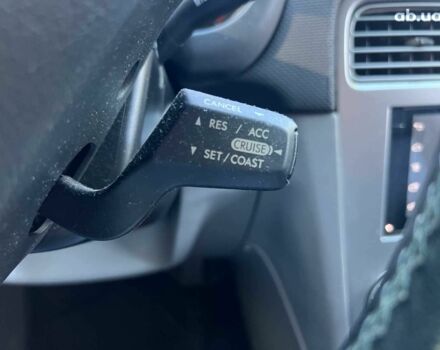 ab.ua
CANCEL
▲ RES / ACC
CRUISE ◄
▼ SET/COAST